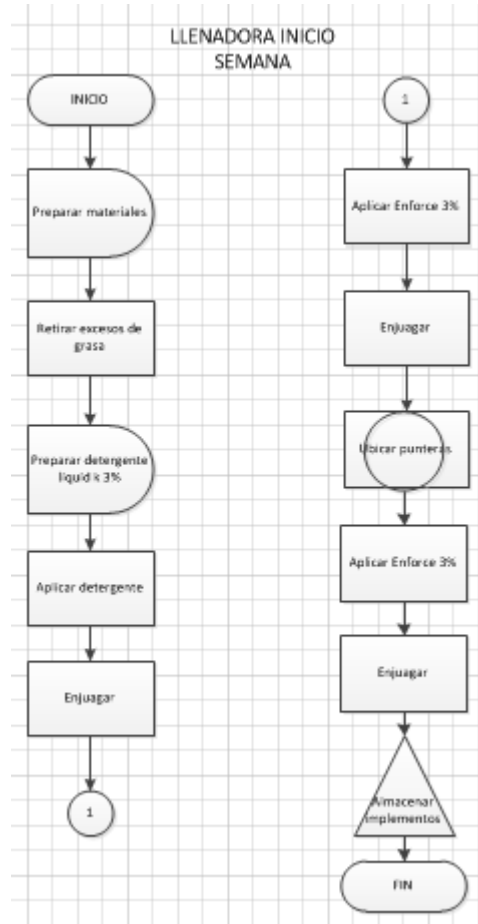 LLENADORA INICIO
SEMANA
INICIO
Preparar materiales
Retirar excesos de
grasa
Preparar detergente
liquid k 3%
Aplicar detergente
Enjuagar
1
1
Aplicar Enforce 3%
Enjuagar
Ubicar punteras
Aplicar Enforce 3%
Enjuagar
Almacenar
implementos
FIN